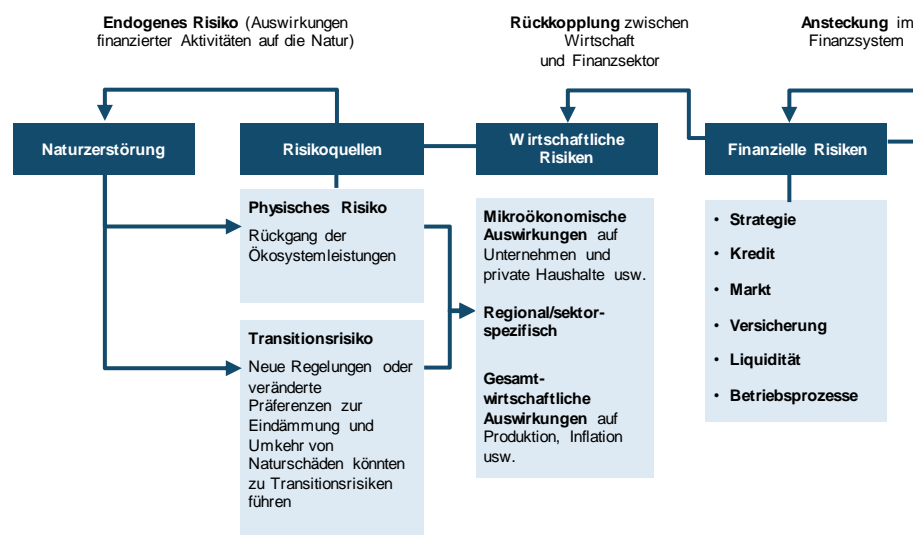 Endogenes Risiko (Auswirkungen
finanzierter Aktivitäten auf die Natur)
Rückkopplung zwischen
Wirtschaft
und Finanzsektor
Ansteckung im
Finanzsystem
Naturzerstörung
Risikoquellen
Wirtschaftliche
Risiken
Finanzielle Risiken
Physisches Risiko
Rückgang der
Ökosystemleistungen
Transitionsrisiko
Neue Regelungen oder
veränderte
Präferenzen zur
Eindämmung und
Umkehr von
Naturschäden könnten
zu Transitionsrisiken
führen
Mikroökonomische
Auswirkungen auf
Unternehmen und
private Haushalte usw.
Regional/sektor-
spezifisch
Gesamt-
wirtschaftliche
Auswirkungen auf
Produktion, Inflation
usw.
• Strategie
• Kredit
• Markt
• Versicherung
• Liquidität
• Betriebsprozesse